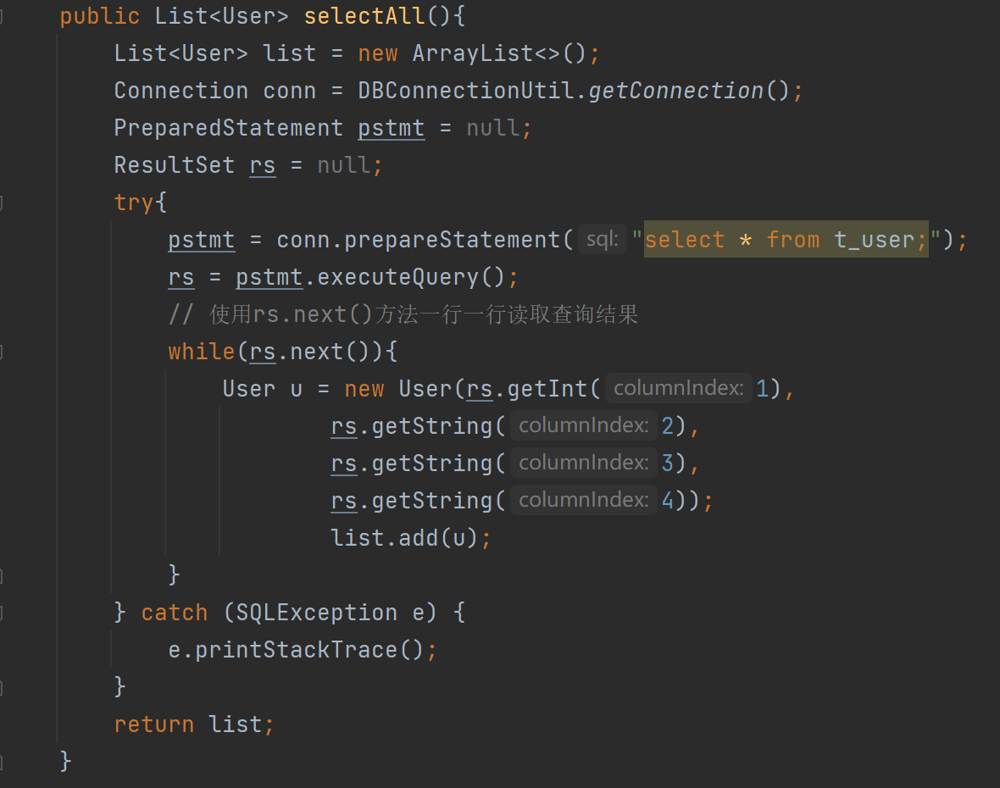 public List<User> selectAll(){
List<User> list = new ArrayList<>();
Connection conn = DBConnectionUtil.getConnection();
PreparedStatement pstmt = null;
ResultSet rs = null;
try{
pstmt = conn.prepareStatement( sql: "select * from t_user;");
rs = pstmt.executeQuery();
// 使用rs.next()方法一行一行读取查询结果
while(rs.next()){
User u = new User(rs.getInt( columnIndex: 1),
rs.getString( columnIndex: 2),
rs.getString( columnIndex: 3),
rs.getString( columnIndex: 4));
list.add(u);
}
} catch (SQLException e) {
e.printStackTrace();
}
return list;
}